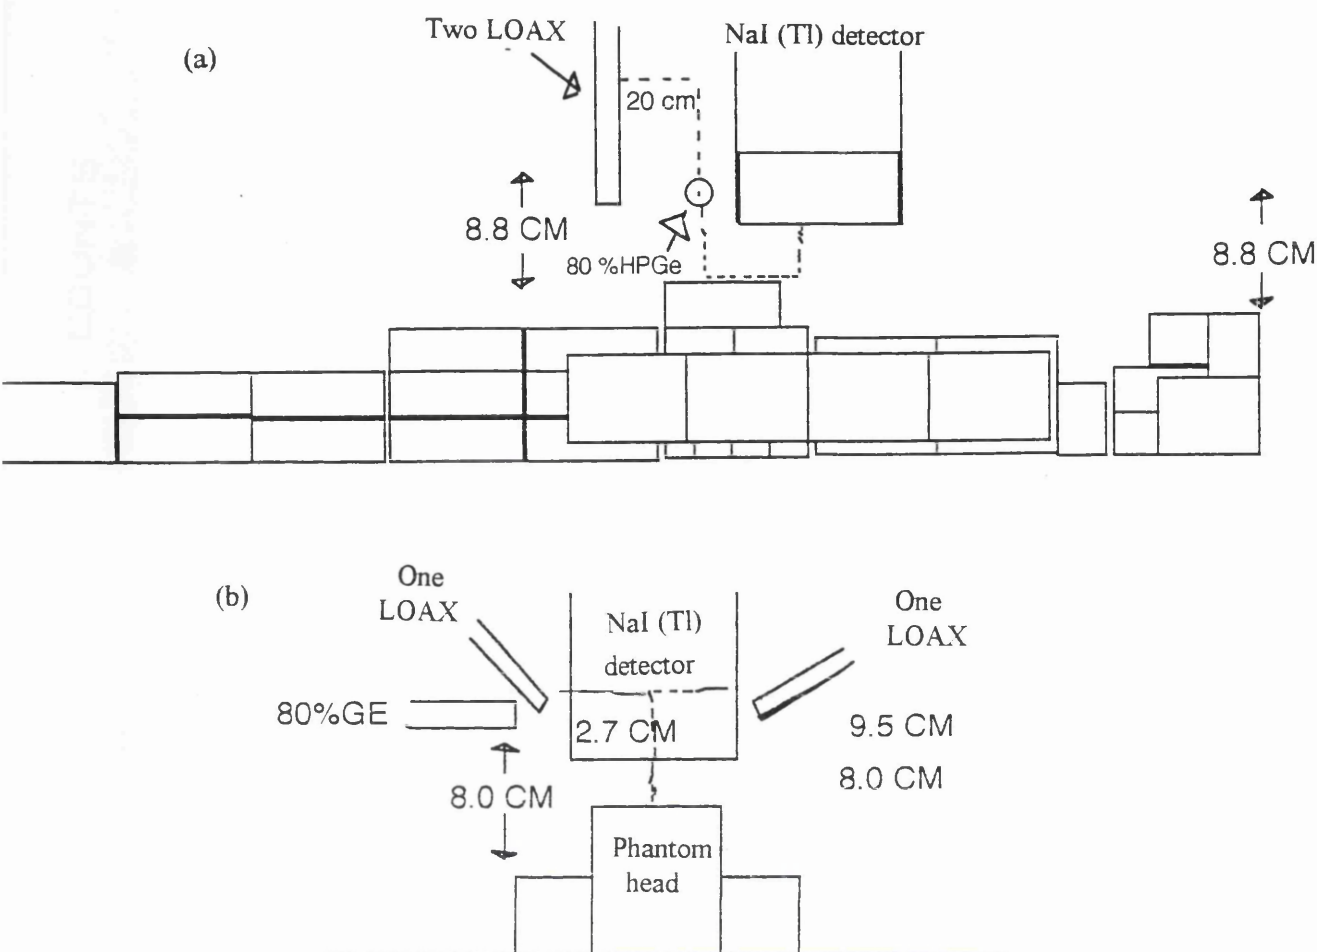 (a)
Two LOAX
NaI (Tl) detector
20 cm
8.8 CM
80 %HPGe
8.8 CM
(b)
One
LOAX
NaI (Tl)
detector
One
LOAX
80%GE
2.7 CM
9.5 CM
8.0 CM
8.0 CM
Phantom
head